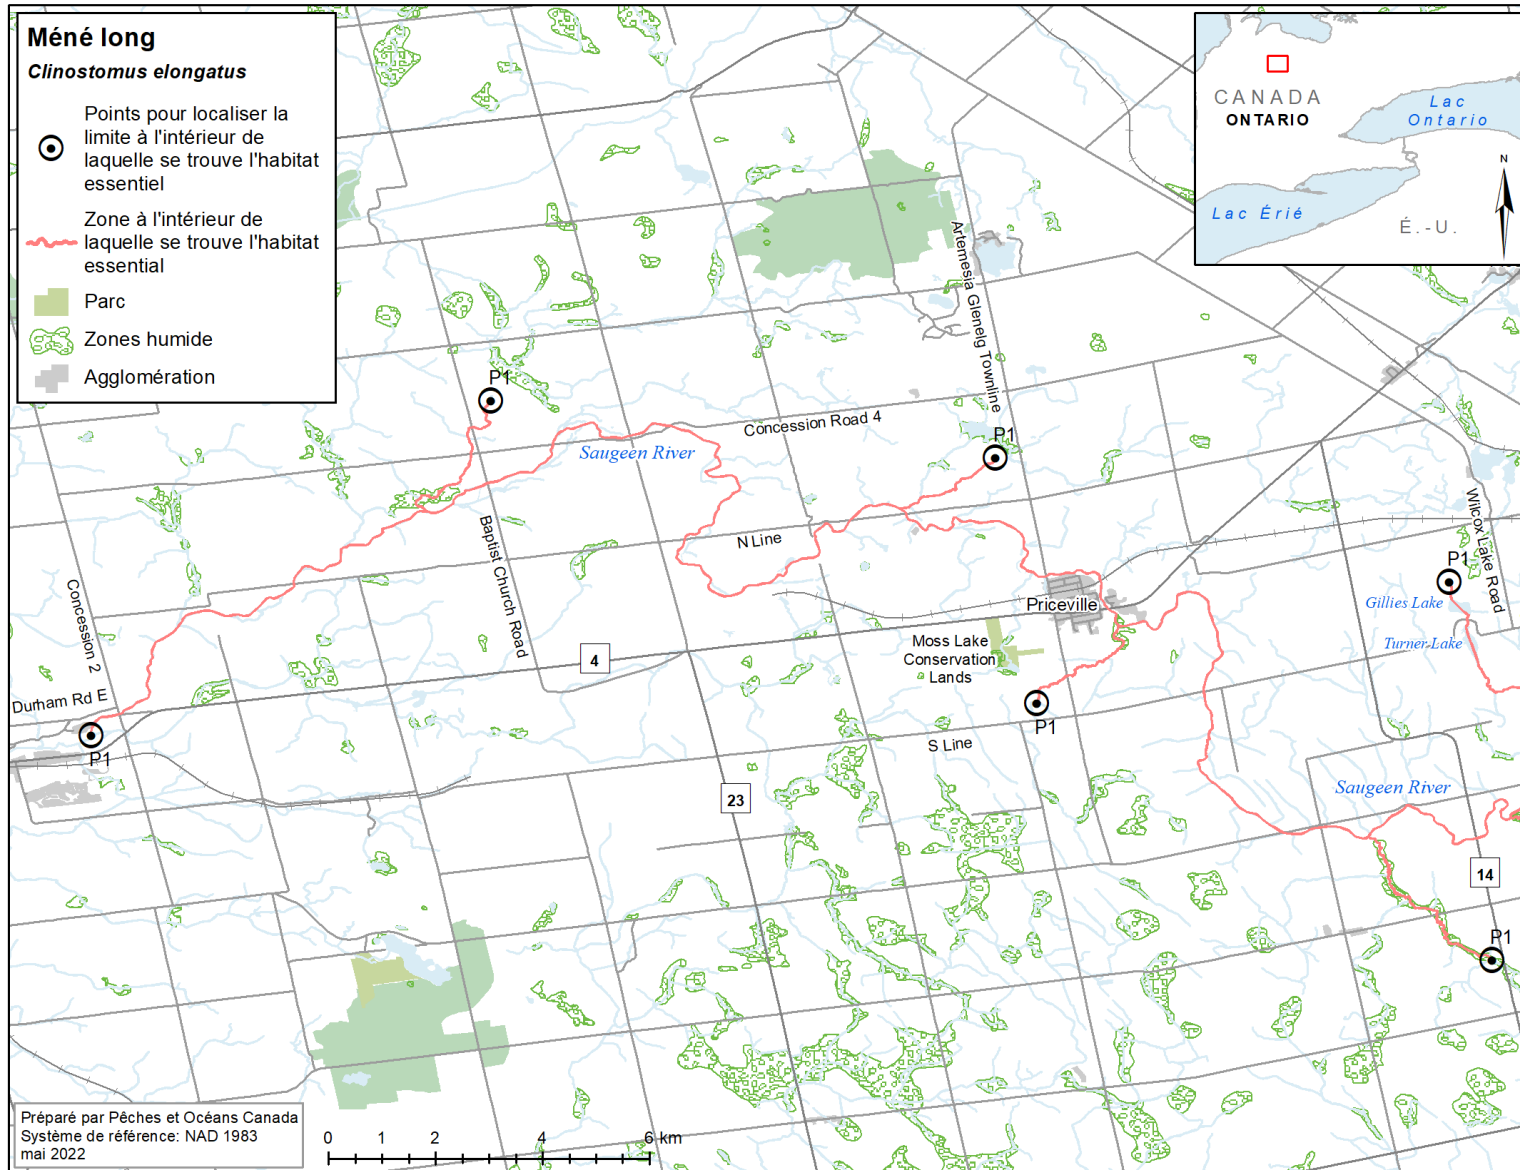 Méné long
Clinostomus elongatus
Points pour localiser la
limite à l'intérieur de
laquelle se trouve l'habitat
essentiel
Zone à l'intérieur de
laquelle se trouve l'habitat
essential
Parc
Zones humide
Agglomération
CANADA
ONTARIO
Lac
Ontario
Lac Érié
É.-U.
N
Artemesia Glenelg Townline
P1
Concession Road 4
P1
Saugeen River
Wilcox Lake Road
N Line
Baptist Church Road
P1
Concession 2
Gillies Lake
Priceville
Turner Lake
Moss Lake
Conservation
Lands
4
Durham Rd E
P1
P1
S Line
Saugeen River
23
14
P1
Préparé par Pêches et Océans Canada
Système de référence: NAD 1983
mai 2022
0 1 2 4 6 km